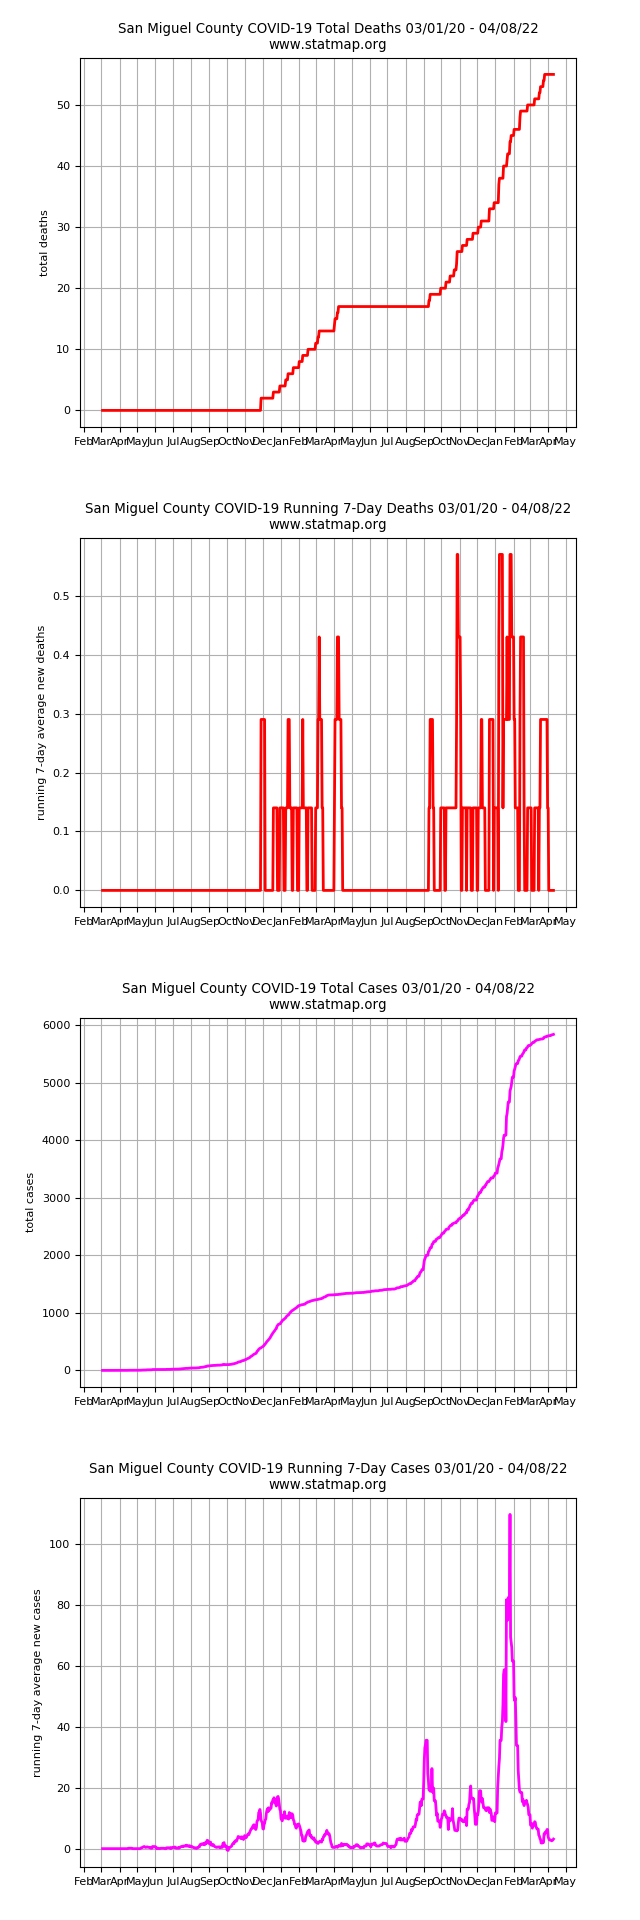 San Miguel County COVID-19 Total Deaths 03/01/20 - 04/08/22
www.statmap.org
50
40
30
20
10
0
total deaths
Feb Mar Apr May Jun Jul Aug Sep Oct Nov Dec Jan Feb Mar Apr May Jun Jul Aug Sep Oct Nov Dec Jan Feb Mar Apr May
San Miguel County COVID-19 Running 7-Day Deaths 03/01/20 - 04/08/22
www.statmap.org
0.5
0.4
0.3
0.2
0.1
0.0
running 7-day average new deaths
Feb Mar Apr May Jun Jul Aug Sep Oct Nov Dec Jan Feb Mar Apr May Jun Jul Aug Sep Oct Nov Dec Jan Feb Mar Apr May
San Miguel County COVID-19 Total Cases 03/01/20 - 04/08/22
www.statmap.org
6000
5000
4000
3000
2000
1000
0
total cases
Feb Mar Apr May Jun Jul Aug Sep Oct Nov Dec Jan Feb Mar Apr May Jun Jul Aug Sep Oct Nov Dec Jan Feb Mar Apr May
San Miguel County COVID-19 Running 7-Day Cases 03/01/20 - 04/08/22
www.statmap.org
100
80
60
40
20
0
running 7-day average new cases
Feb Mar Apr May Jun Jul Aug Sep Oct Nov Dec Jan Feb Mar Apr May Jun Jul Aug Sep Oct Nov Dec Jan Feb Mar Apr May